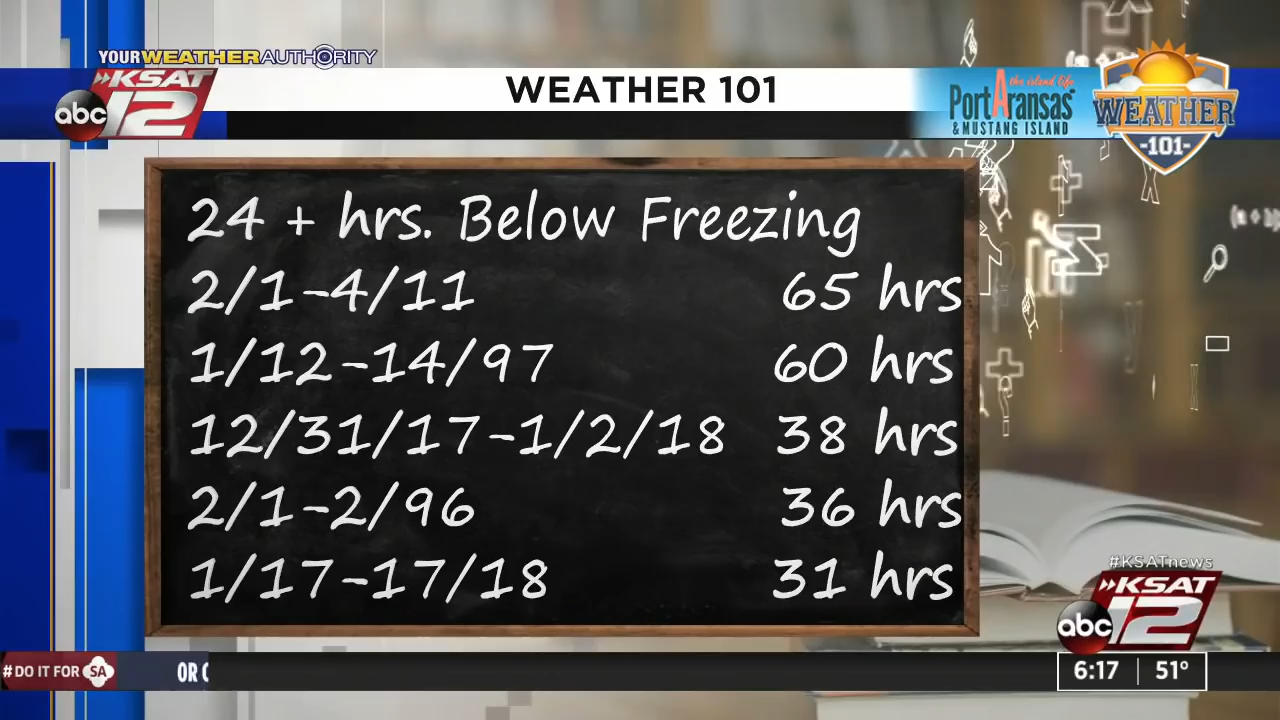 YOURWEATHERAUTHORITY
KSAT
abc 12
WEATHER 101
the island life
Port Aransas
& MUSTANG ISLAND
WEATHER
-101-
24 + hrs. Below Freezing
2/1-4/11 65 hrs
1/12-14/97 60 hrs
12/31/17-1/2/18 38 hrs
2/1-2/96 36 hrs
1/17-17/18 31 hrs
#KSATnews
KSAT
abc 12
#DO IT FOR SA
OR
6:17 51°